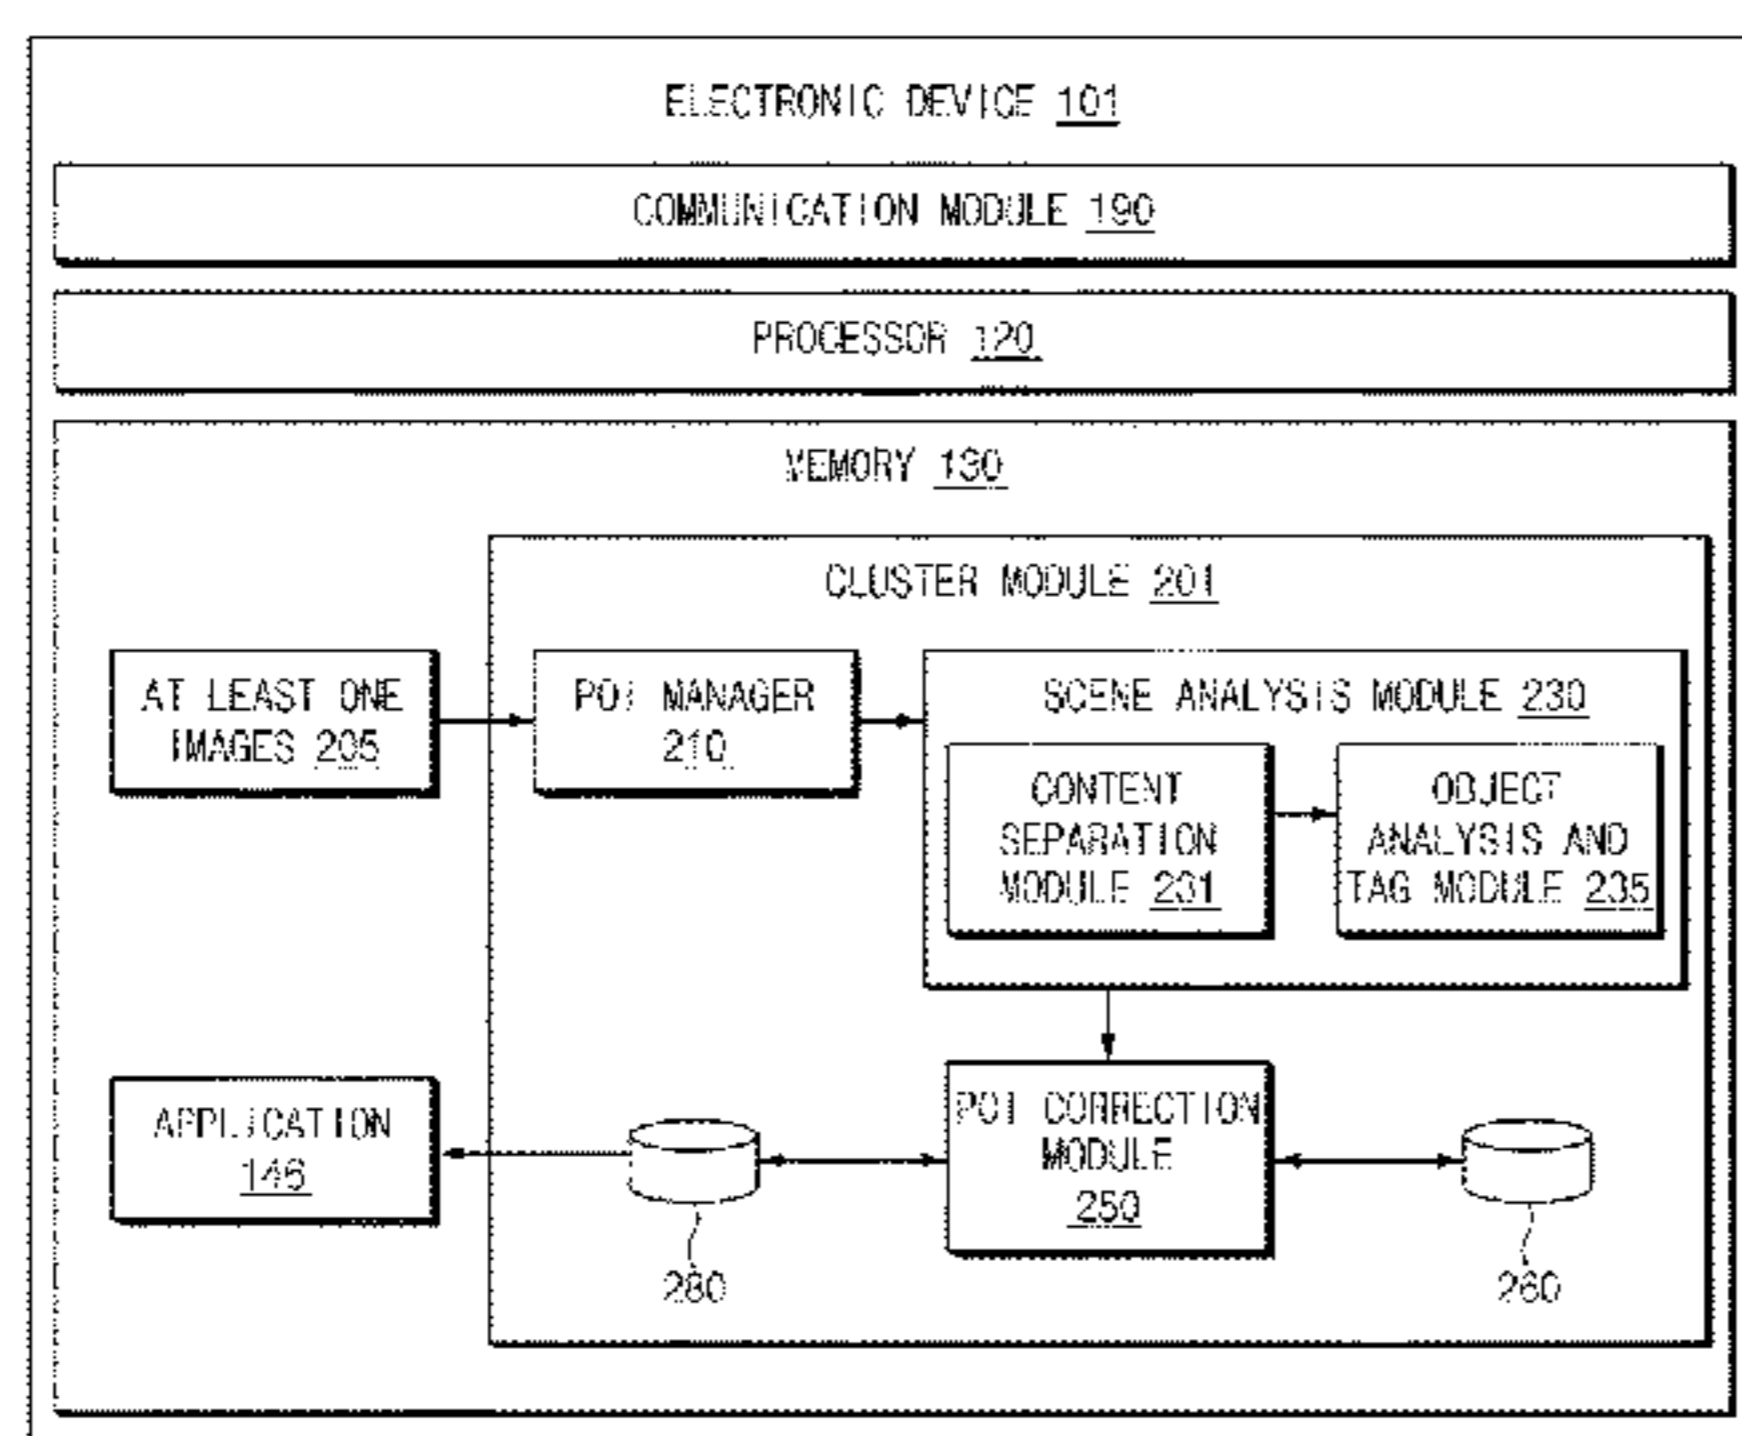 ELECTRONIC DEVICE 101
COMMUNICATION MODULE 190
PROCESSOR 120
MEMORY 130
CLUSTER MODULE 201
AT LEAST ONE
IMAGES 205
POI MANAGER
210
SCENE ANALYSIS MODULE 230
CONTENT
SEPARATION
MODULE 231
OBJECT
ANALYSIS AND
TAG MODULE 235
APPLICATION
146
POI CORRECTION
MODULE
250
280
260